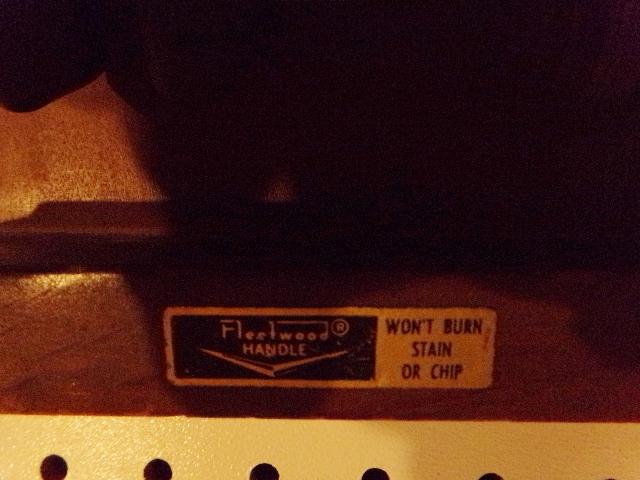 Fleetwood®
HANDLE
WON'T BURN
STAIN
OR CHIP